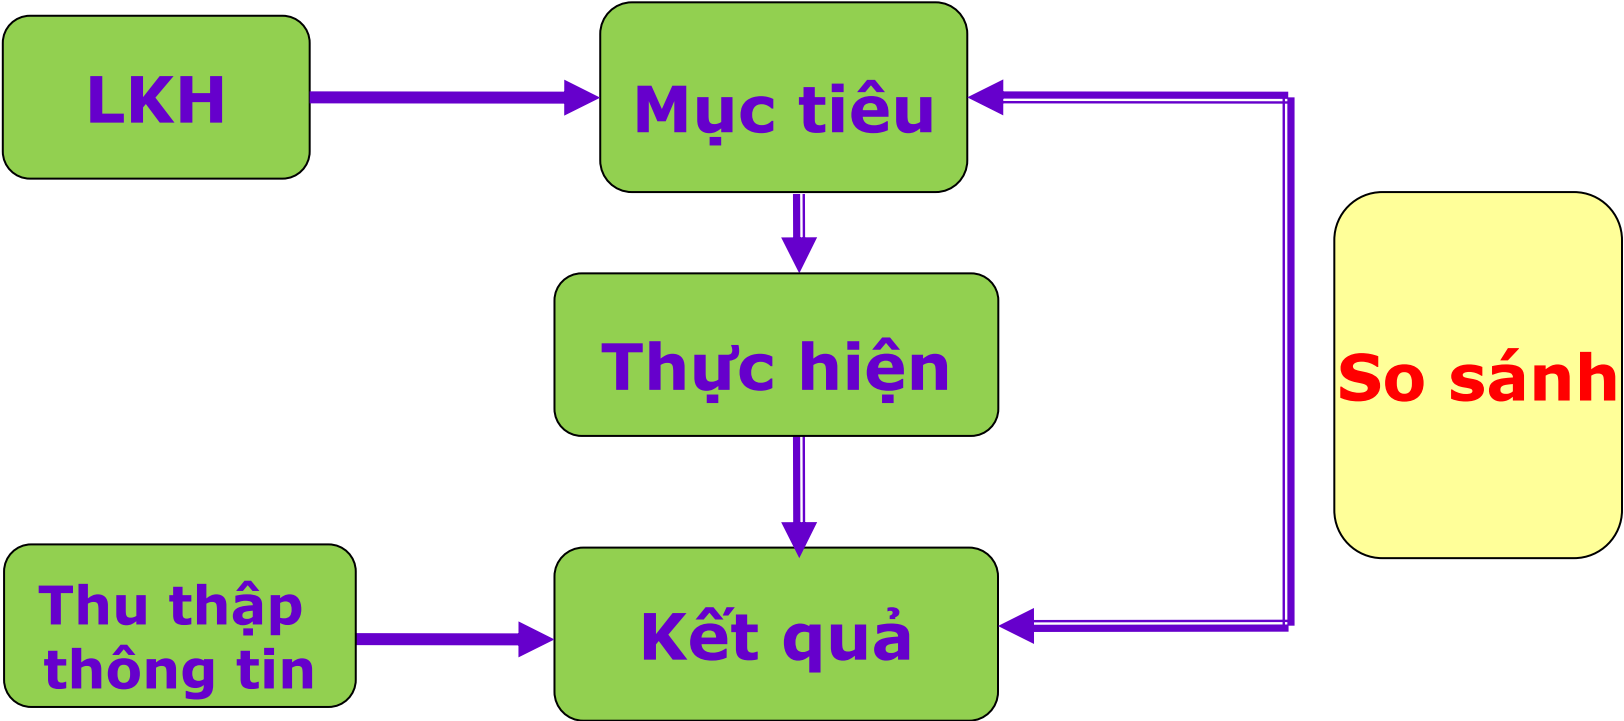 LKH
Mục tiêu
Thực hiện
So sánh
Thu thập
thông tin
Kết quả